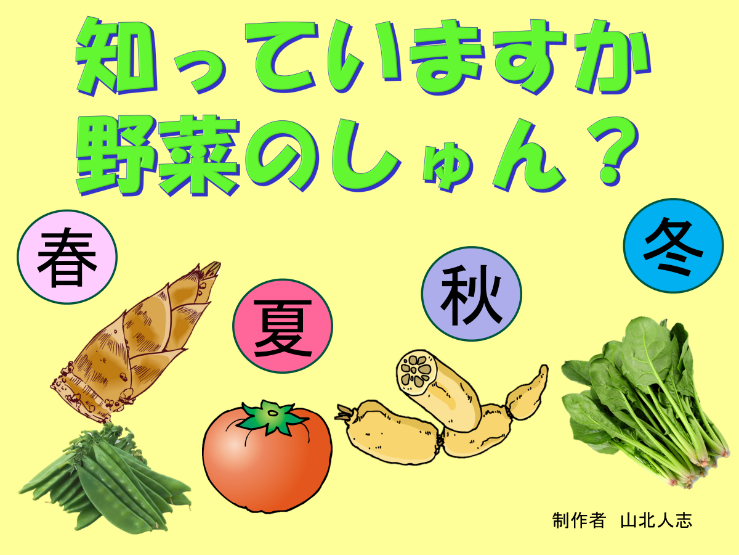 知っていますか
野菜のしゅん？
春
夏
秋
冬
制作者　山北人志